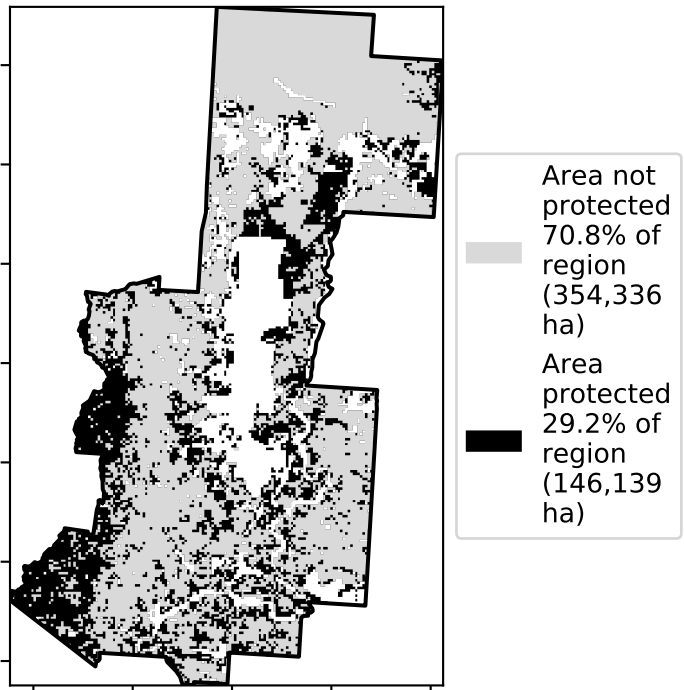 Area not
protected
70.8% of
region
(354,336
ha)
Area
protected
29.2% of
region
(146,139
ha)